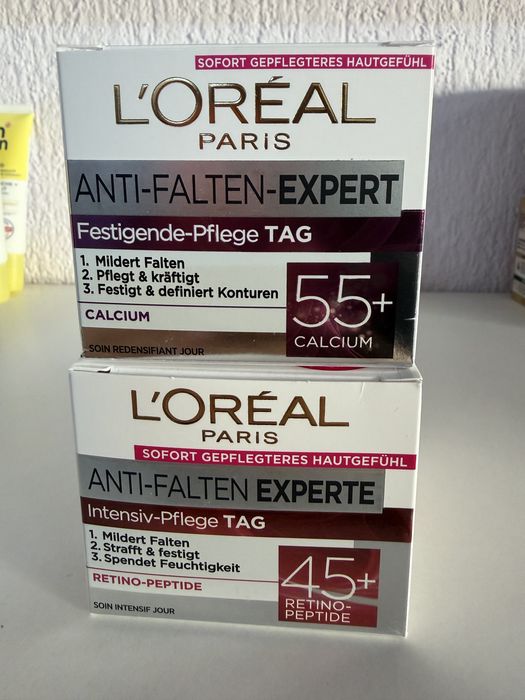 SOFORT GEPFLEGTERES HAUTGEFÜHL
L'ORÉAL
PARIS
ANTI-FALTEN-EXPERT
Festigende-Pflege TAG
1. Mildert Falten
2. Pflegt & kräftigt
3. Festigt & definiert Konturen
CALCIUM
55+
CALCIUM
SOIN REDENSIFIANT JOUR
L'ORÉAL
PARIS
SOFORT GEPFLEGTERES HAUTGEFÜHL
ANTI-FALTEN EXPERTE
Intensiv-Pflege TAG
1. Mildert Falten
2. Strafft & festigt
3. Spendet Feuchtigkeit
RETINO-PEPTIDE
45+
RETINO-
PEPTIDE
SOIN INTENSIF JOUR